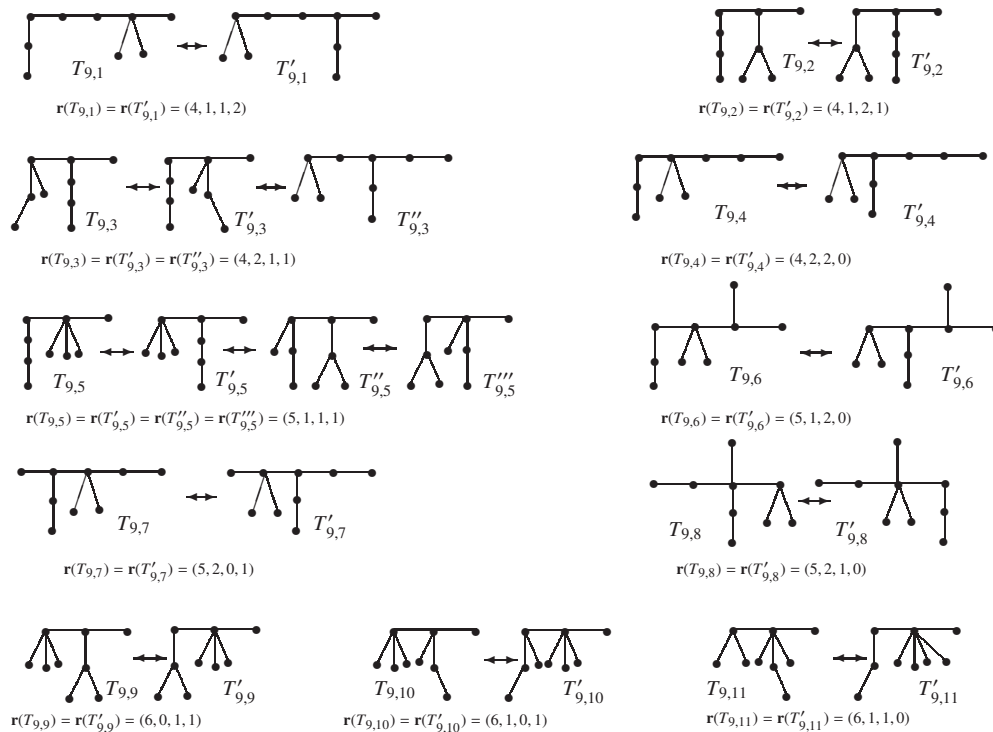 T₉,₁ T′₉,₁
r(T₉,₁) = r(T′₉,₁) = (4, 1, 1, 2)
T₉,₂ T′₉,₂
r(T₉,₂) = r(T′₉,₂) = (4, 1, 2, 1)
T₉,₃ T′₉,₃ T″₉,₃
r(T₉,₃) = r(T′₉,₃) = r(T″₉,₃) = (4, 2, 1, 1)
T₉,₄ T′₉,₄
r(T₉,₄) = r(T′₉,₄) = (4, 2, 2, 0)
T₉,₅ T′₉,₅ T″₉,₅ T‴₉,₅
r(T₉,₅) = r(T′₉,₅) = r(T″₉,₅) = r(T‴₉,₅) = (5, 1, 1, 1)
T₉,₆ T′₉,₆
r(T₉,₆) = r(T′₉,₆) = (5, 1, 2, 0)
T₉,₇ T′₉,₇
r(T₉,₇) = r(T′₉,₇) = (5, 2, 0, 1)
T₉,₈ T′₉,₈
r(T₉,₈) = r(T′₉,₈) = (5, 2, 1, 0)
T₉,₉ T′₉,₉
r(T₉,₉) = r(T′₉,₉) = (6, 0, 1, 1)
T₉,₁₀ T′₉,₁₀
r(T₉,₁₀) = r(T′₉,₁₀) = (6, 1, 0, 1)
T₉,₁₁ T′₉,₁₁
r(T₉,₁₁) = r(T′₉,₁₁) = (6, 1, 1, 0)